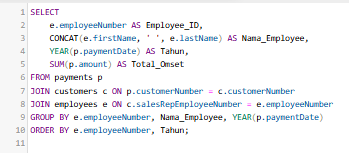 1 SELECT
2 e.employeeNumber AS Employee_ID,
3 CONCAT(e.firstName, ' ', e.lastName) AS Nama_Employee,
4 YEAR(p.paymentDate) AS Tahun,
5 SUM(p.amount) AS Total_Omset
6 FROM payments p
7 JOIN customers c ON p.customerNumber = c.customerNumber
8 JOIN employees e ON c.salesRepEmployeeNumber = e.employeeNumber
9 GROUP BY e.employeeNumber, Nama_Employee, YEAR(p.paymentDate)
10 ORDER BY e.employeeNumber, Tahun;
11